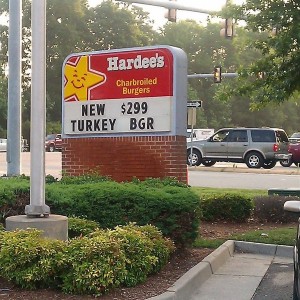 Hardee's
Charbroiled
Burgers
NEW $299
TURKEY BGR